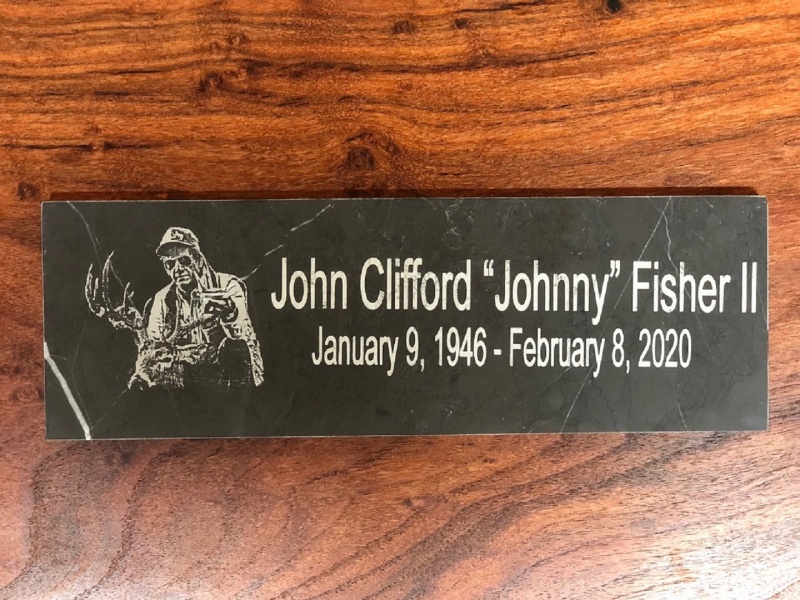 John Clifford “Johnny” Fisher II
January 9, 1946 - February 8, 2020